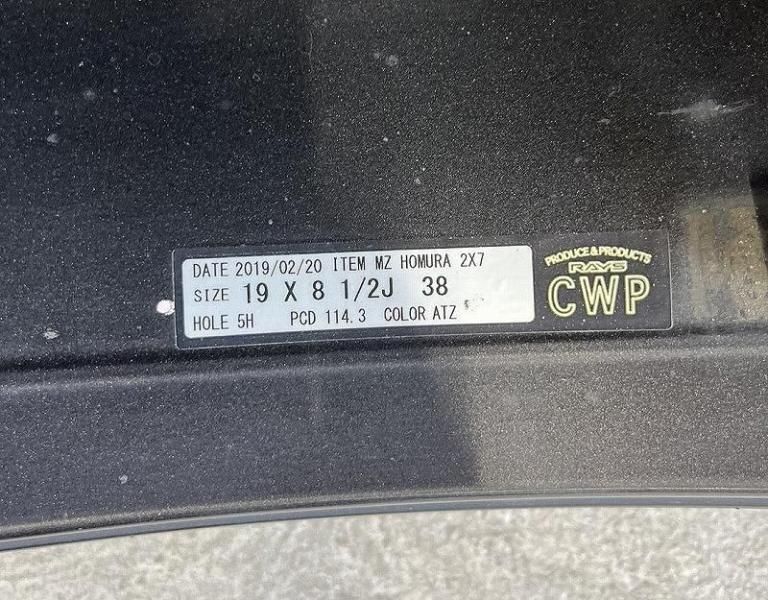 DATE 2019/02/20 ITEM MZ HOMURA 2X7
SIZE 19 X 8 1/2J 38
HOLE 5H PCD 114.3 COLOR ATZ
PRODUCE & PRODUCTS
RAYS
CWP